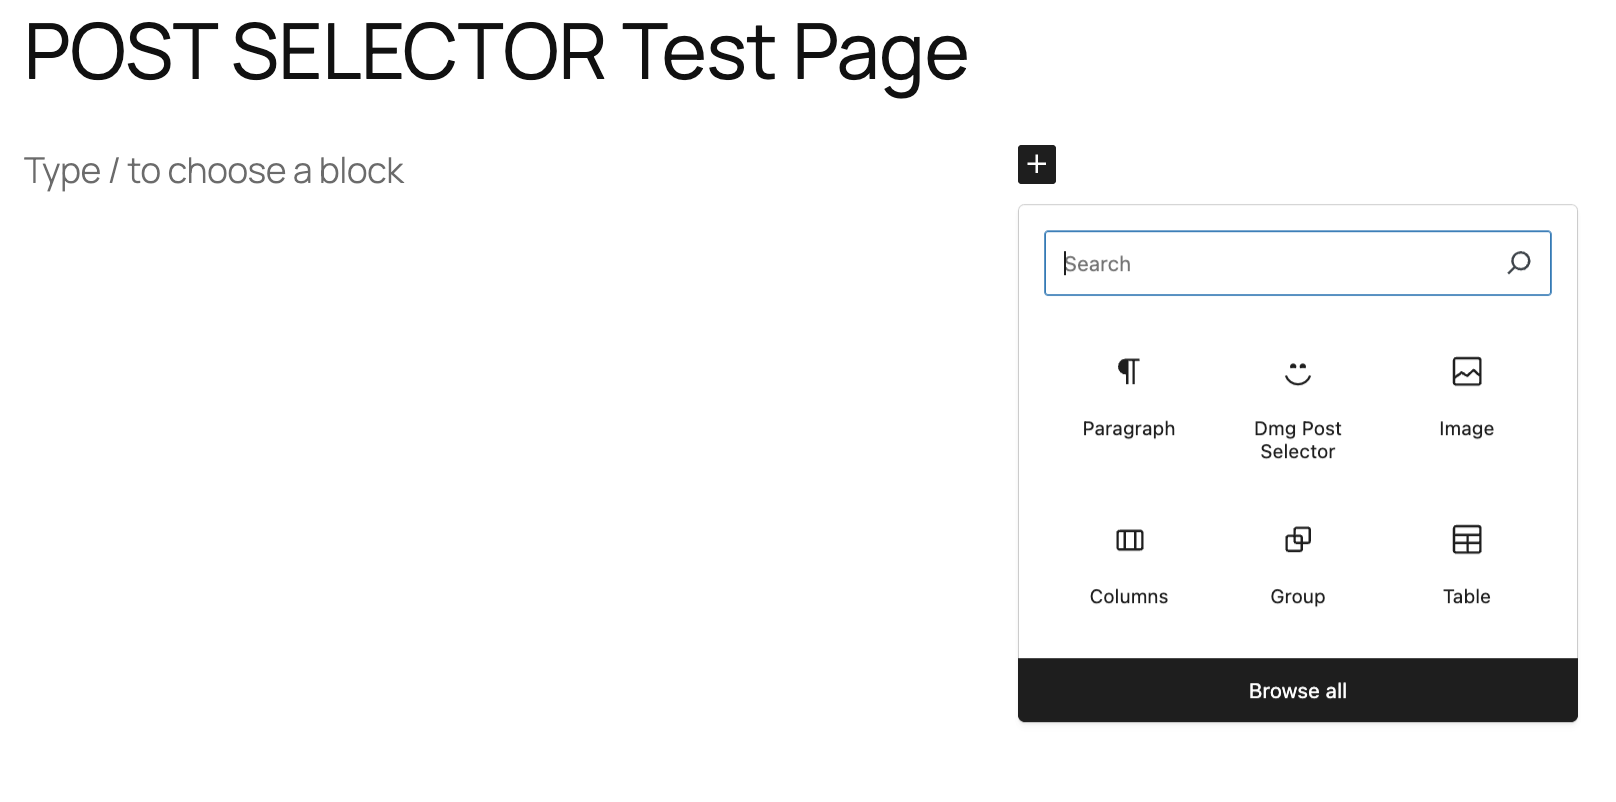 POST SELECTOR Test Page
Type / to choose a block
Search
Paragraph
Dmg Post
Selector
Image
Columns
Group
Table
Browse all